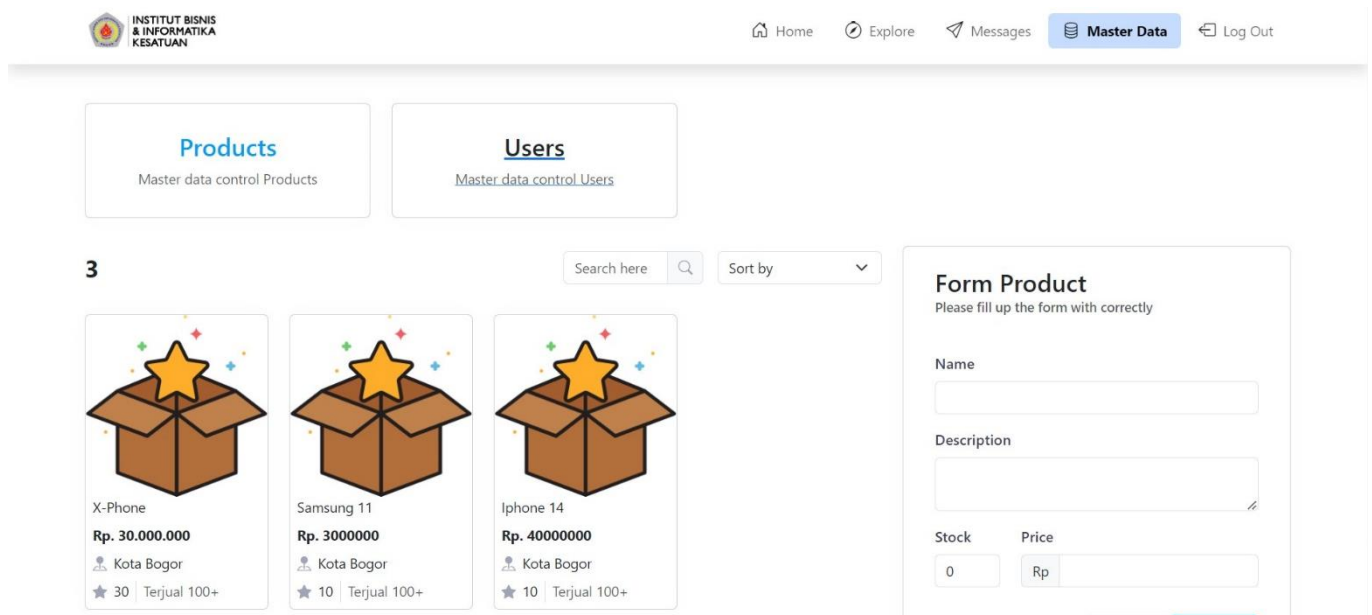 INSTITUT BISNIS
& INFORMATIKA
KESATUAN
Home Explore Messages Master Data Log Out
Products
Master data control Products
Users
Master data control Users
3
Search here
Sort by
X-Phone
Rp. 30.000.000
Kota Bogor
30 Terjual 100+
Samsung 11
Rp. 3000000
Kota Bogor
10 Terjual 100+
Iphone 14
Rp. 40000000
Kota Bogor
10 Terjual 100+
Form Product
Please fill up the form with correctly
Name
Description
Stock Price
0 Rp